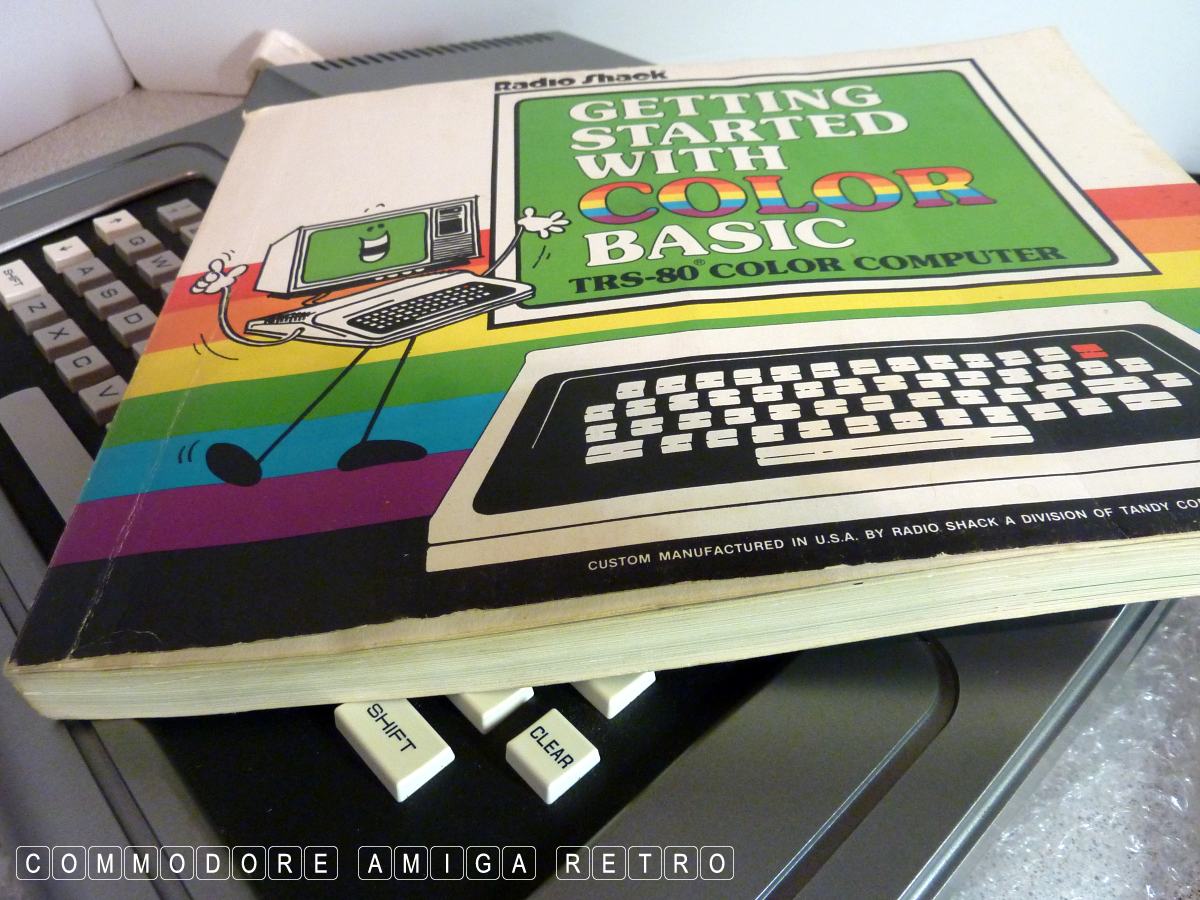 Radio Shack
GETTING
STARTED
WITH
COLOR
BASIC
TRS-80® COLOR COMPUTER
CUSTOM MANUFACTURED IN U.S.A. BY RADIO SHACK A DIVISION OF TANDY
SHIFT
G
A
W
Z
S
X
D
C
V
SHIFT
CLEAR
COMMODORE AMIGA RETRO